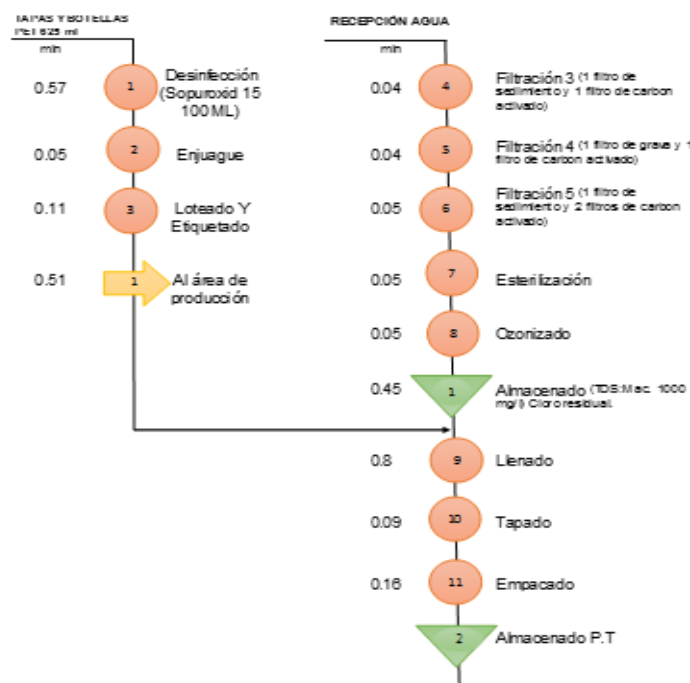 TAPAS Y BOTELLAS
PET 625 ml
min
0.57
1
Desinfección
(Sopuroxid 15
100 ML)
0.05
2
Enjuague
0.11
3
Loteado Y
Etiquetado
0.51
1
Al área de
producción
RECEPCIÓN AGUA
min
0.04
4
Filtración 3 (1 filtro de
sedimento y 1 filtro de carbon
activado)
0.04
5
Filtración 4 (1 filtro de grava y 1
filtro de carbon activado)
0.05
6
Filtración 5 (1 filtro de
sedimento y 2 filtros de carbon
activado)
0.05
7
Esterilización
0.05
8
Ozonizado
0.45
1
Almacenado (TDS:Mac. 1000
mg/l) Cloro residual.
0.8
9
Llenado
0.09
10
Tapado
0.16
11
Empacado
2
Almacenado P.T